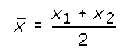 x̄ = (x₁ + x₂) / 2